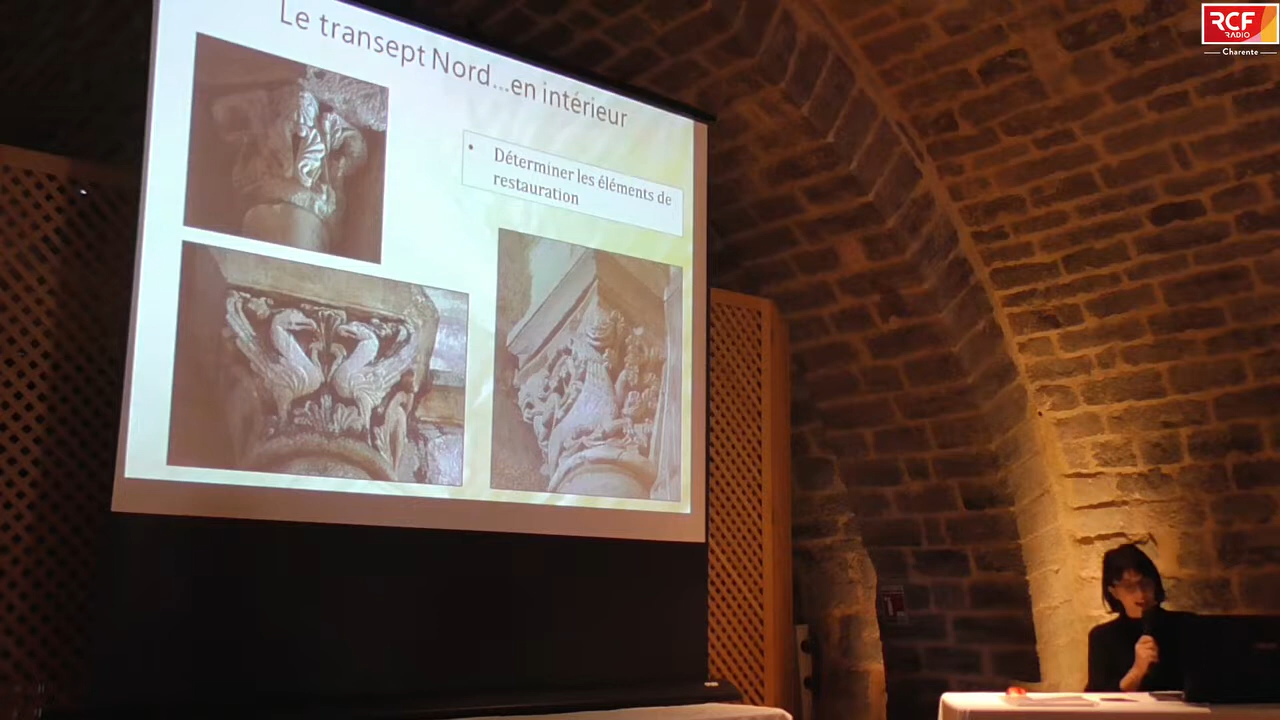 RCF
RADIO
Charente
Le transept Nord...en intérieur
• Déterminer les éléments de
restauration